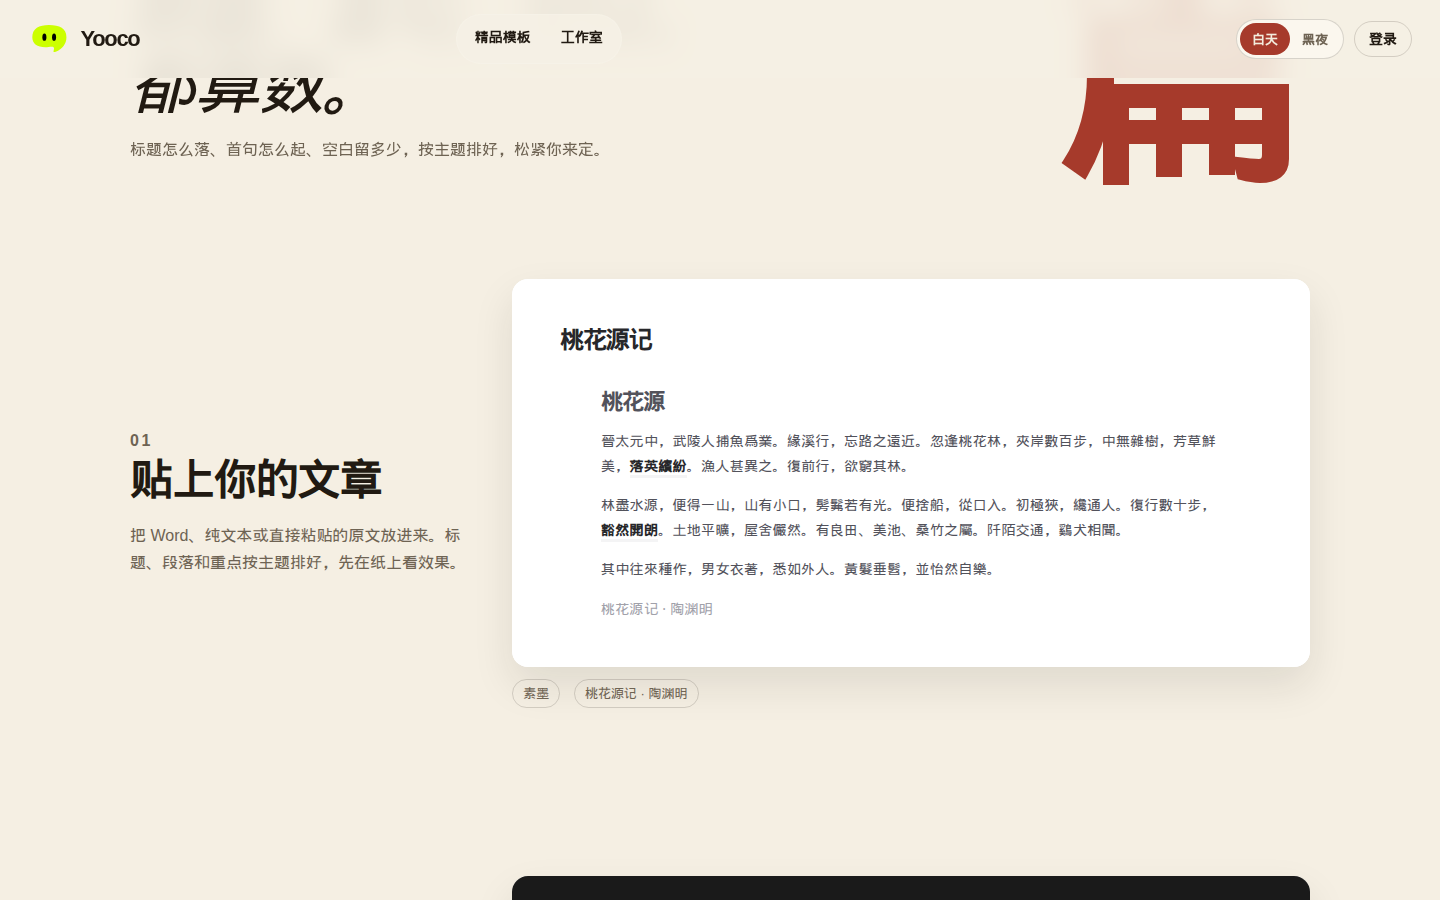 Yooco
精品模板
工作室
白天
黑夜
登录
都算数。
标题怎么落、首句怎么起、空白留多少，按主题排好，松紧你来定。
桃花源记
桃花源
晉太元中，武陵人捕魚爲業。緣溪行，忘路之遠近。忽逢桃花林，夾岸數百步，中無雜樹，芳草鮮
美，落英繽紛。漁人甚異之。復前行，欲窮其林。
林盡水源，便得一山，山有小口，髣髴若有光。便捨船，從口入。初極狹，纔通人。復行數十步，
豁然開朗。土地平曠，屋舍儼然。有良田、美池、桑竹之屬。阡陌交通，鷄犬相聞。
其中往來種作，男女衣著，悉如外人。黃髮垂髫，並怡然自樂。
桃花源记 · 陶渊明
01
贴上你的文章
把 Word、纯文本或直接粘贴的原文放进来。标
题、段落和重点按主题排好，先在纸上看效果。
素墨
桃花源记 · 陶渊明